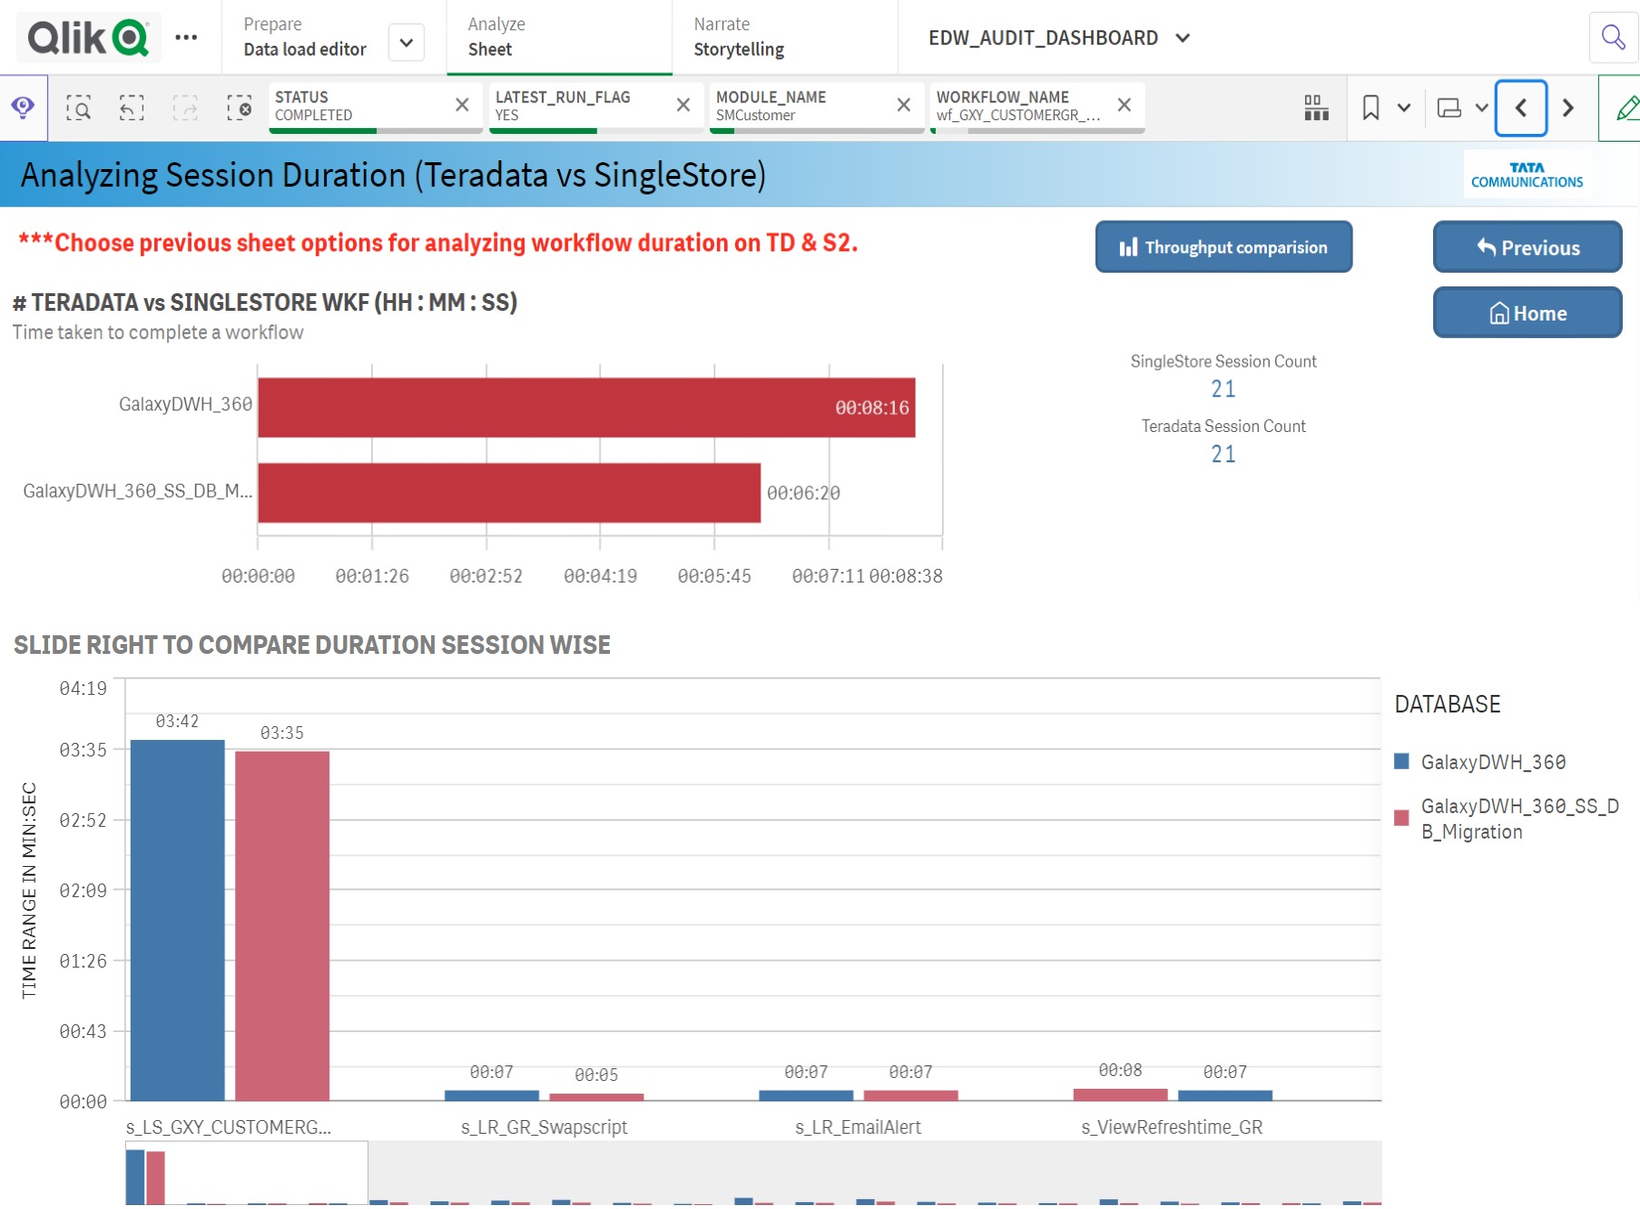 Qlik
Prepare
Data load editor
Analyze
Sheet
Narrate
Storytelling
EDW_AUDIT_DASHBOARD
STATUS
COMPLETED
LATEST_RUN_FLAG
YES
MODULE_NAME
SMCustomer
WORKFLOW_NAME
wf_GXY_CUSTOMERGR_...
Analyzing Session Duration (Teradata vs SingleStore)
TATA
COMMUNICATIONS
***Choose previous sheet options for analyzing workflow duration on TD & S2.
Throughput comparision
Previous
Home
# TERADATA vs SINGLESTORE WKF (HH : MM : SS)
Time taken to complete a workflow
GalaxyDWH_360
00:08:16
GalaxyDWH_360_SS_DB_M...
00:06:20
00:00:00
00:01:26
00:02:52
00:04:19
00:05:45
00:07:11
00:08:38
SingleStore Session Count
21
Teradata Session Count
21
SLIDE RIGHT TO COMPARE DURATION SESSION WISE
TIME RANGE IN MIN:SEC
04:19
03:35
02:52
02:09
01:26
00:43
00:00
03:42
03:35
00:07
00:05
00:07
00:07
00:08
00:07
s_LS_GXY_CUSTOMERG...
s_LR_GR_Swapscript
s_LR_EmailAlert
s_ViewRefreshtime_GR
DATABASE
GalaxyDWH_360
GalaxyDWH_360_SS_D
B_Migration